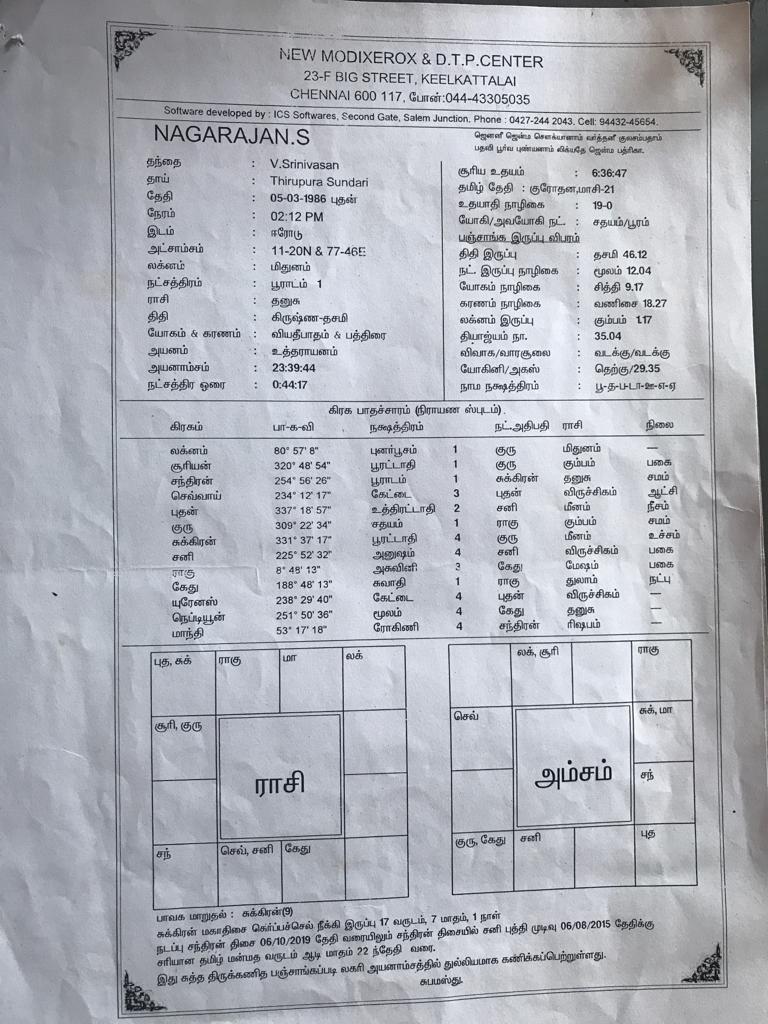 NEW MODIXEROX & D.T.P.CENTER
23-F BIG STREET, KEELKATTALAI
CHENNAI 600 117, போன்:044-43305035
Software developed by : ICS Softwares, Second Gate, Salem Junction. Phone : 0427-244 2043. Cell: 94432-45654.
NAGARAJAN.S
ஜெனனீ ஜென்ம சௌக்யானாம் வர்த்தனீ குலசம்பதாம்
பதவி பூர்வ புண்யானாம் லிக்யதே ஜென்ம பத்ரிகா.
தந்தை : V.Srinivasan
தாய் : Thirupura Sundari
தேதி : 05-03-1986 புதன்
நேரம் : 02:12 PM
இடம் : ஈரோடு
அட்சாம்சம் : 11-20N & 77-46E
லக்னம் : மிதுனம்
நட்சத்திரம் : பூராடம் 1
ராசி : தனுசு
திதி : கிருஷ்ண-தசமி
யோகம் & கரணம் : வியதீபாதம் & பத்திரை
அயனம் : உத்தராயனம்
அயனாம்சம் : 23:39:44
நட்சத்திர ஓரை : 0:44:17
சூரிய உதயம் : 6:36:47
தமிழ் தேதி : குரோதன,மாசி-21
உதயாதி நாழிகை : 19-0
யோகி/அவயோகி நட். : சதயம்/பூரம்
பஞ்சாங்க இருப்பு விபரம்
திதி இருப்பு : தசமி 46.12
நட். இருப்பு நாழிகை : மூலம் 12.04
யோகம் நாழிகை : சித்தி 9.17
கரணம் நாழிகை : வணிசை 18.27
லக்னம் இருப்பு : கும்பம் 1.17
தியாஜ்யம் நா. : 35.04
விவாக/வாரசூலை : வடக்கு/வடக்கு
யோகினி/அகஸ் : தெற்கு/29.35
நாம நக்ஷத்திரம் : பூ-த-ப-டா-ஊ-எ-ஏ
கிரக பாதச்சாரம் (நிராயண ஸ்புடம்) .
கிரகம் பா-க-வி நக்ஷத்திரம் நட்.அதிபதி ராசி நிலை
லக்னம் 80° 57' 8" புனர்பூசம் 1 குரு மிதுனம் —
சூரியன் 320° 48' 54" பூரட்டாதி 1 குரு கும்பம் பகை
சந்திரன் 254° 56' 26" பூராடம் 1 சுக்கிரன் தனுசு சமம்
செவ்வாய் 234° 12' 17" கேட்டை 3 புதன் விருச்சிகம் ஆட்சி
புதன் 337° 18' 57" உத்திரட்டாதி 2 சனி மீனம் நீசம்
குரு 309° 22' 34" சதயம் 1 ராகு கும்பம் சமம்
சுக்கிரன் 331° 37' 17" பூரட்டாதி 4 குரு மீனம் உச்சம்
சனி 225° 52' 32" அனுஷம் 4 சனி விருச்சிகம் பகை
ராகு 8° 48' 13" அசுவினி 3 கேது மேஷம் பகை
கேது 188° 48' 13" சுவாதி 1 ராகு துலாம் நட்பு
யுரேனஸ் 238° 29' 40" கேட்டை 4 புதன் விருச்சிகம் —
நெப்டியூன் 251° 50' 36" மூலம் 4 கேது தனுசு —
மாந்தி 53° 17' 18" ரோகிணி 4 சந்திரன் ரிஷபம் —
புத, சுக் ராகு மா லக்
சூரி, குரு
ராசி
சந் செவ், சனி கேது
லக், சூரி ராகு
செவ் சுக், மா
அம்சம்
சந்
குரு, கேது சனி புத
பாவக மாறுதல் : சுக்கிரன்(9)
சுக்கிரன் மகாதிசை கெர்ப்பச்செல் நீக்கி இருப்பு 17 வருடம், 7 மாதம், 1 நாள்
நடப்பு சந்திரன் திசை 06/10/2019 தேதி வரையிலும் சந்திரன் திசையில் சனி புத்தி முடிவு 06/08/2015 தேதிக்கு
சரியான தமிழ் மன்மத வருடம் ஆடி மாதம் 22 ந்தேதி வரை.
இது சுத்த திருக்கணித பஞ்சாங்கப்படி லகரி அயனாம்சத்தில் துல்லியமாக கணிக்கப்பெற்றுள்ளது.
சுபமஸ்து.